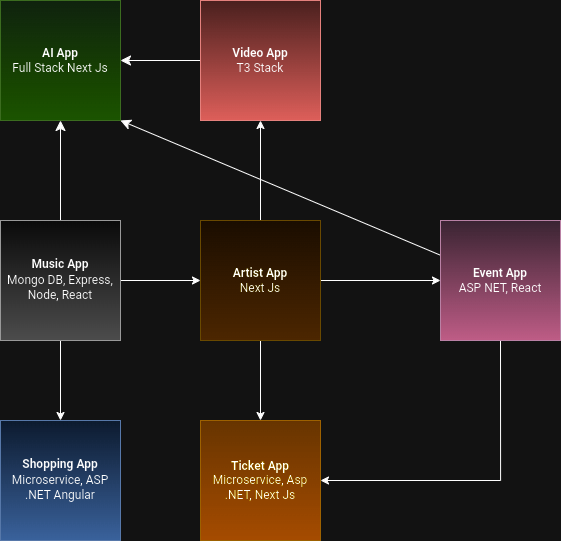 AI App
Full Stack Next Js
Video App
T3 Stack
Music App
Mongo DB, Express,
Node, React
Artist App
Next Js
Event App
ASP NET, React
Shopping App
Microservice, ASP
.NET Angular
Ticket App
Microservice, Asp
.NET, Next Js